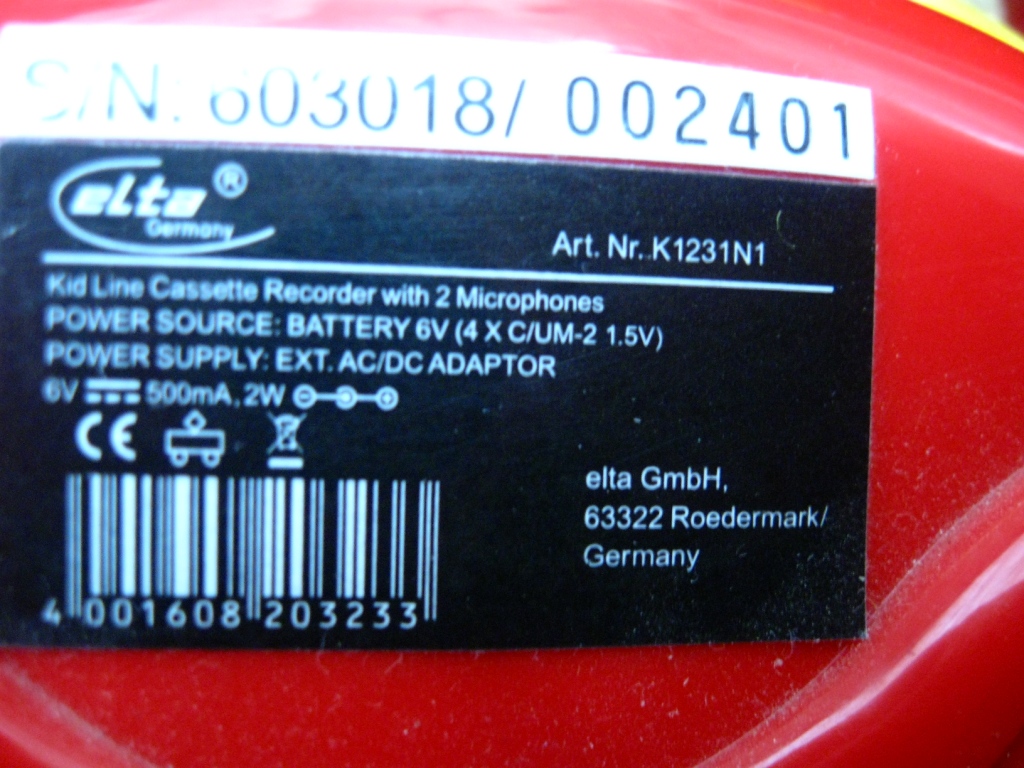 S/N: 603018/ 002401
elta®
Germany
Art. Nr. K1231N1
Kid Line Cassette Recorder with 2 Microphones
POWER SOURCE: BATTERY 6V (4 X C/UM-2 1.5V)
POWER SUPPLY: EXT. AC/DC ADAPTOR
6V 500mA, 2W
CE
elta GmbH,
63322 Roedermark/
Germany
4 001608 203233